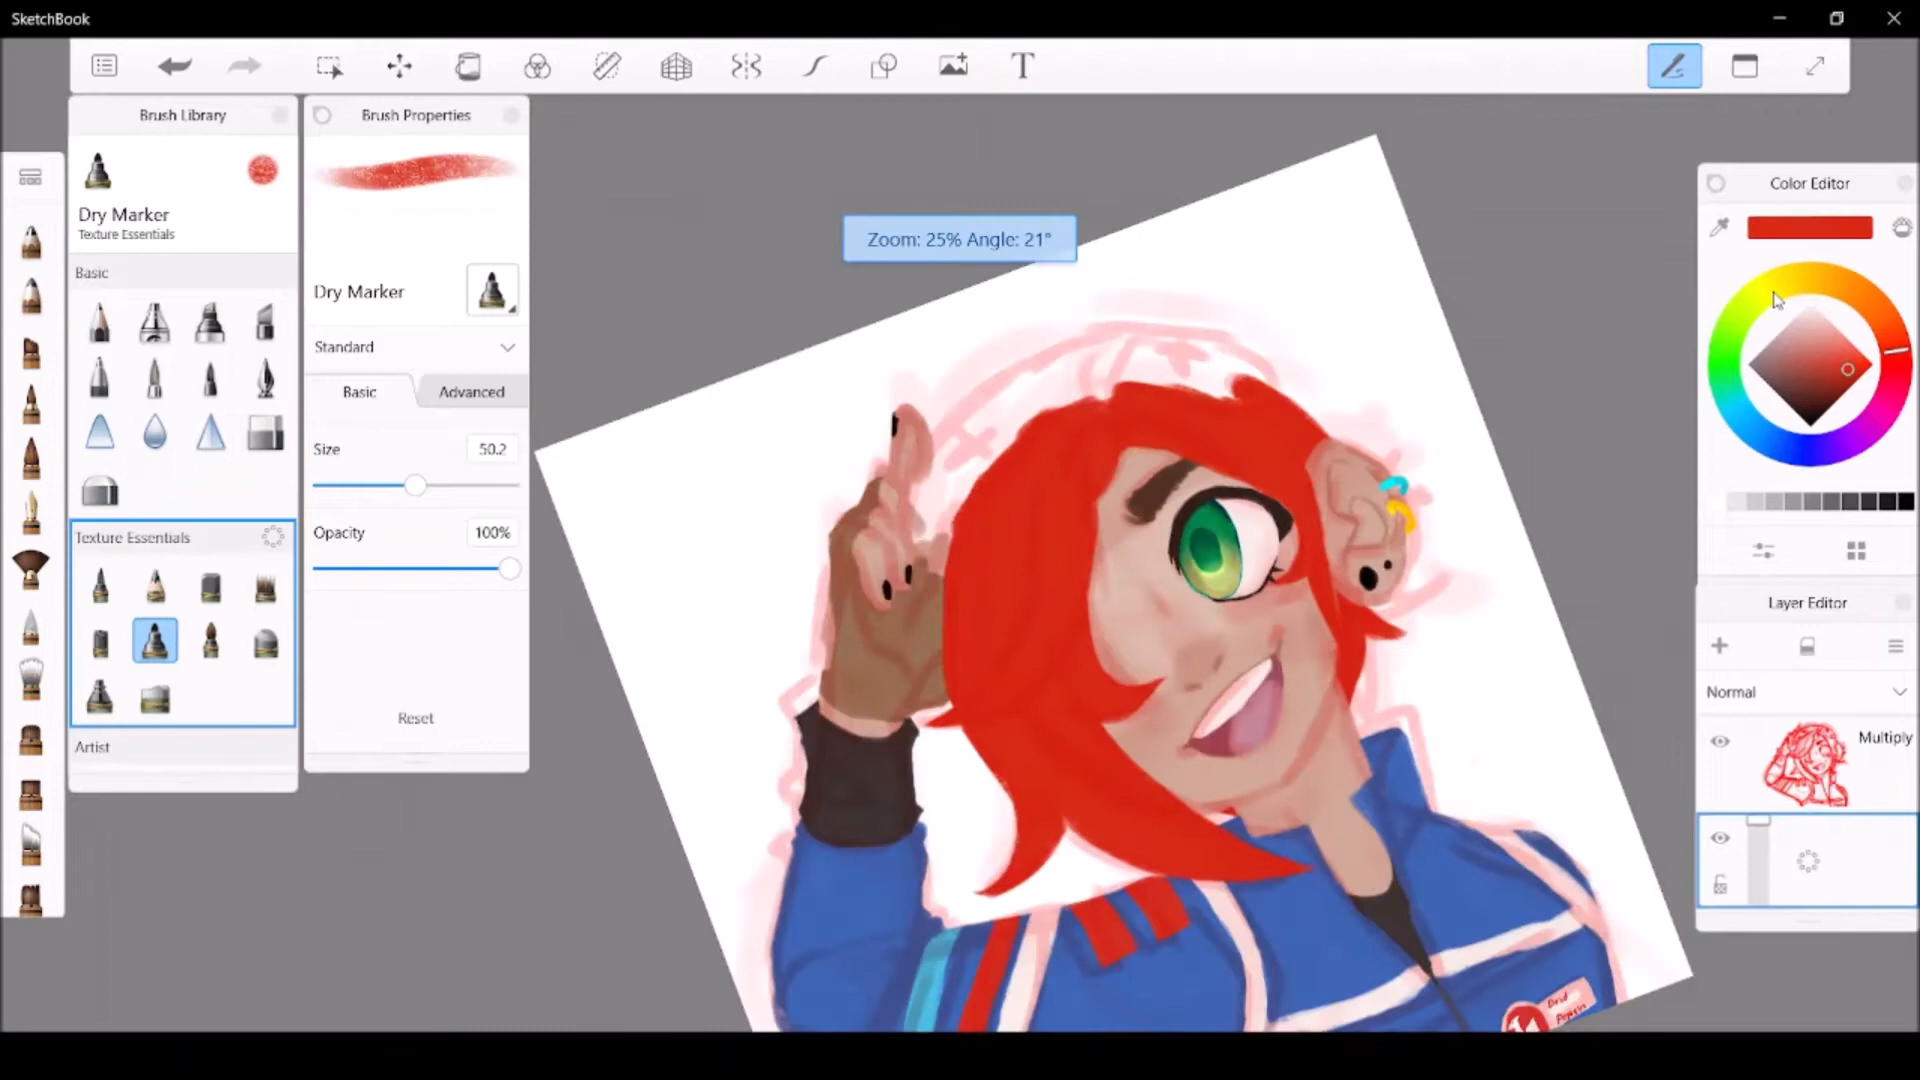 SketchBook
Brush Library
Dry Marker
Texture Essentials
Basic
Texture Essentials
Artist
Brush Properties
Dry Marker
Standard
Basic
Advanced
Size
50.2
Opacity
100%
Reset
Zoom: 25% Angle: 21°
T
Color Editor
Layer Editor
Normal
Multiply